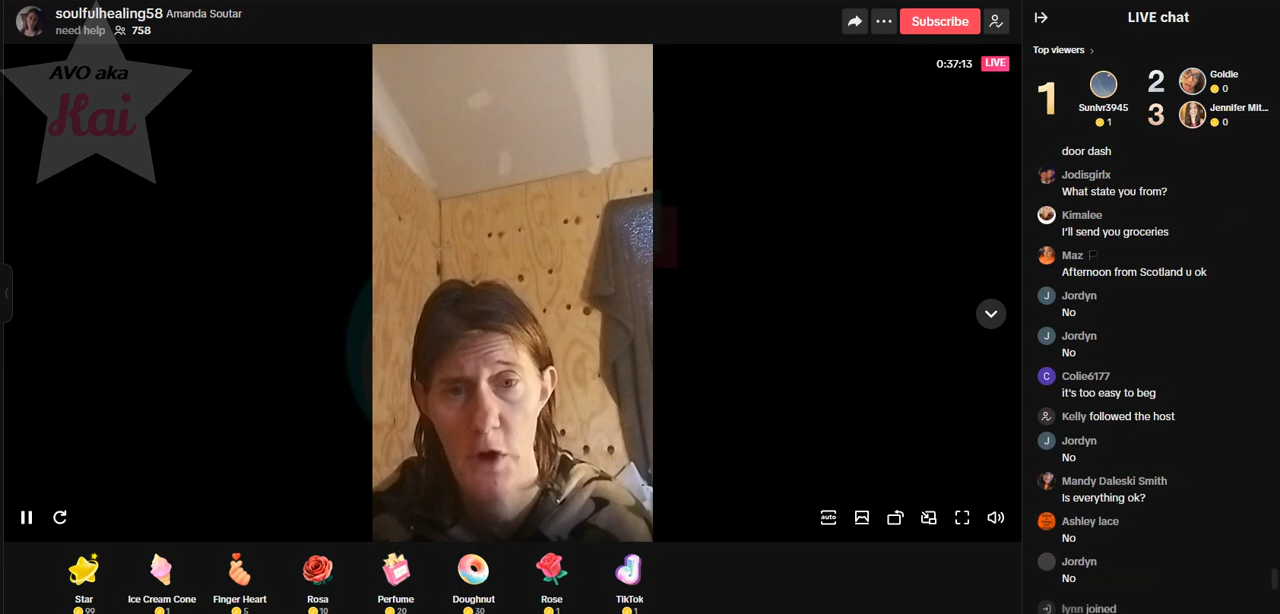 soulfulhealing58 Amanda Soutar
need help 758
Subscribe
AVO aka
Kai
0:37:13 LIVE
auto
Star
99
Ice Cream Cone
1
Finger Heart
5
Rosa
10
Perfume
20
Doughnut
30
Rose
1
TikTok
1
LIVE chat
Top viewers >
1
Sunlvr3945
1
2
Goldie
0
3
Jennifer Mit...
0
door dash
Jodisgirlx
What state you from?
Kimalee
I'll send you groceries
Maz
Afternoon from Scotland u ok
J Jordyn
No
J Jordyn
No
C Colie6177
it's too easy to beg
Kelly followed the host
J Jordyn
No
Mandy Daleski Smith
Is everything ok?
Ashley lace
No
Jordyn
No
lynn joined